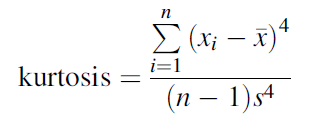 kurtosis = \frac{\sum_{i=1}^{n} (x_i - \bar{x})^4}{(n - 1)s^4}